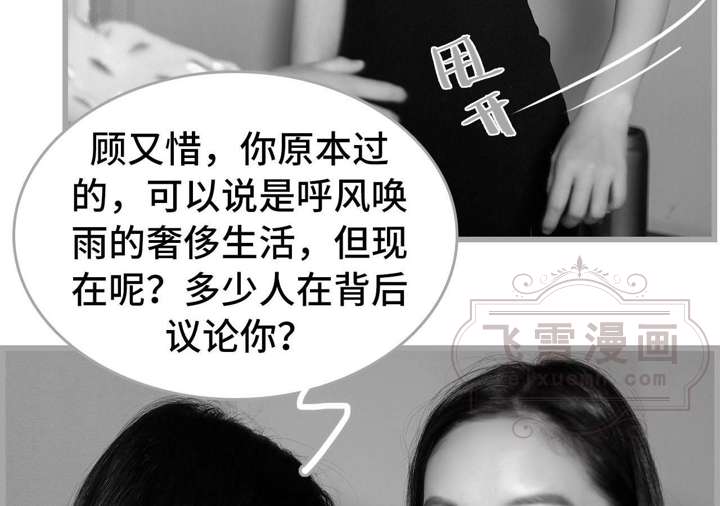 甩
开
顾又惜，你原本过
的，可以说是呼风唤
雨的奢侈生活，但现
在呢？多少人在背后
议论你？
飞雪漫画
feixuemh.com